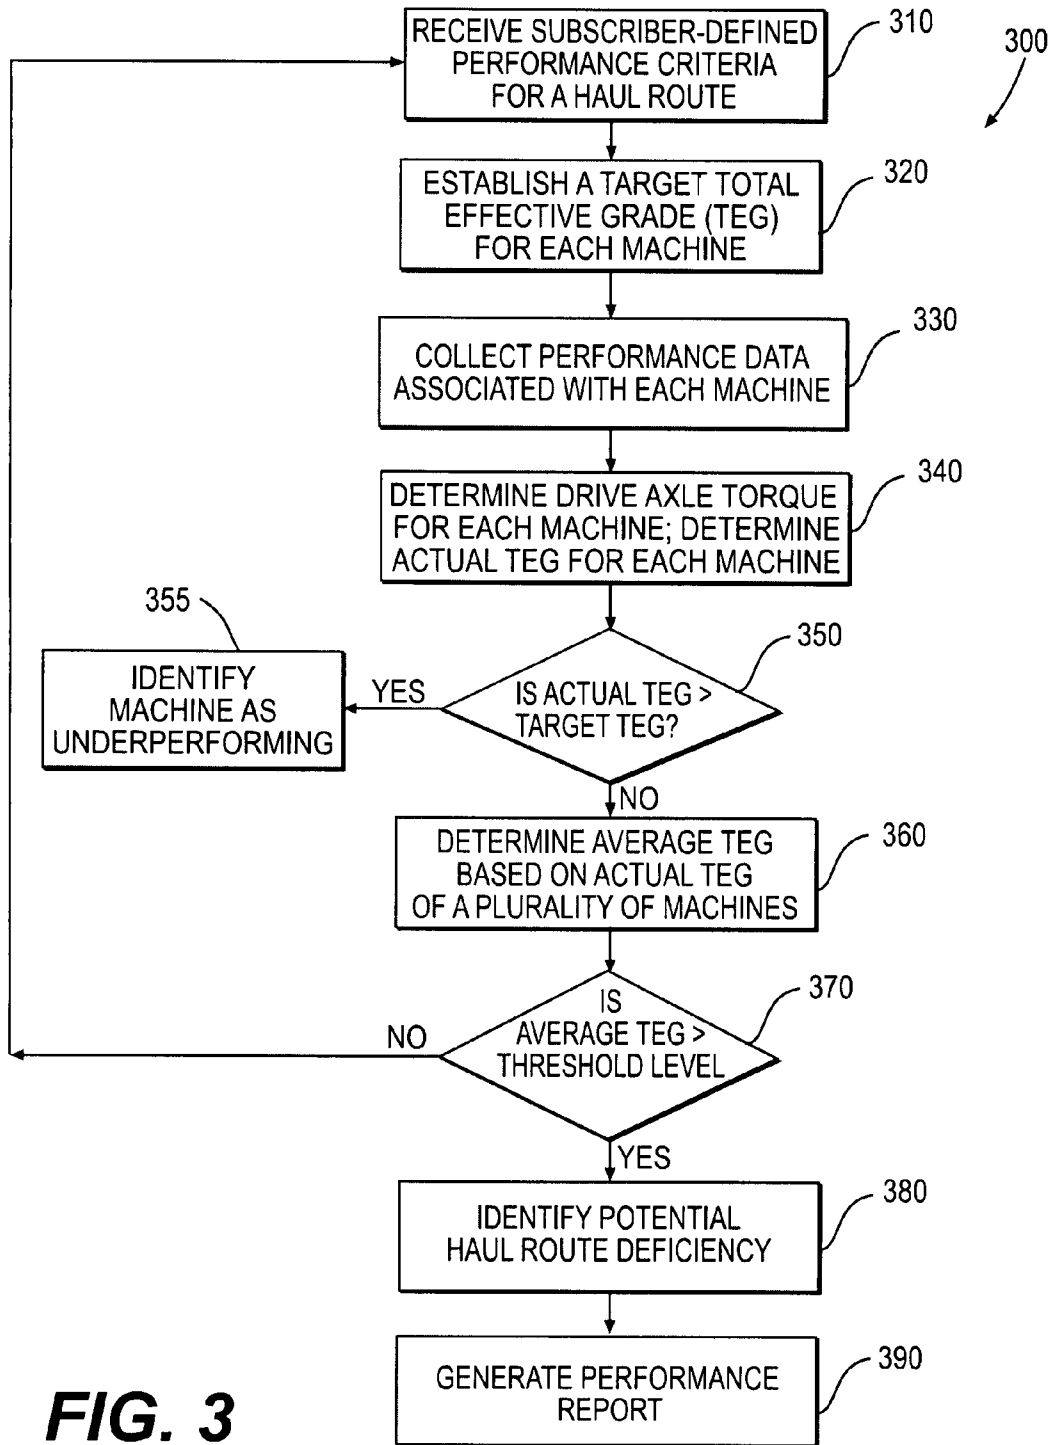 RECEIVE SUBSCRIBER-DEFINED
PERFORMANCE CRITERIA
FOR A HAUL ROUTE
310
300
ESTABLISH A TARGET TOTAL
EFFECTIVE GRADE (TEG)
FOR EACH MACHINE
320
COLLECT PERFORMANCE DATA
ASSOCIATED WITH EACH MACHINE
330
DETERMINE DRIVE AXLE TORQUE
FOR EACH MACHINE; DETERMINE
ACTUAL TEG FOR EACH MACHINE
340
IS ACTUAL TEG >
TARGET TEG?
350
YES
355
IDENTIFY
MACHINE AS
UNDERPERFORMING
NO
DETERMINE AVERAGE TEG
BASED ON ACTUAL TEG
OF A PLURALITY OF MACHINES
360
IS
AVERAGE TEG >
THRESHOLD LEVEL
370
NO
YES
IDENTIFY POTENTIAL
HAUL ROUTE DEFICIENCY
380
GENERATE PERFORMANCE
REPORT
390
FIG. 3